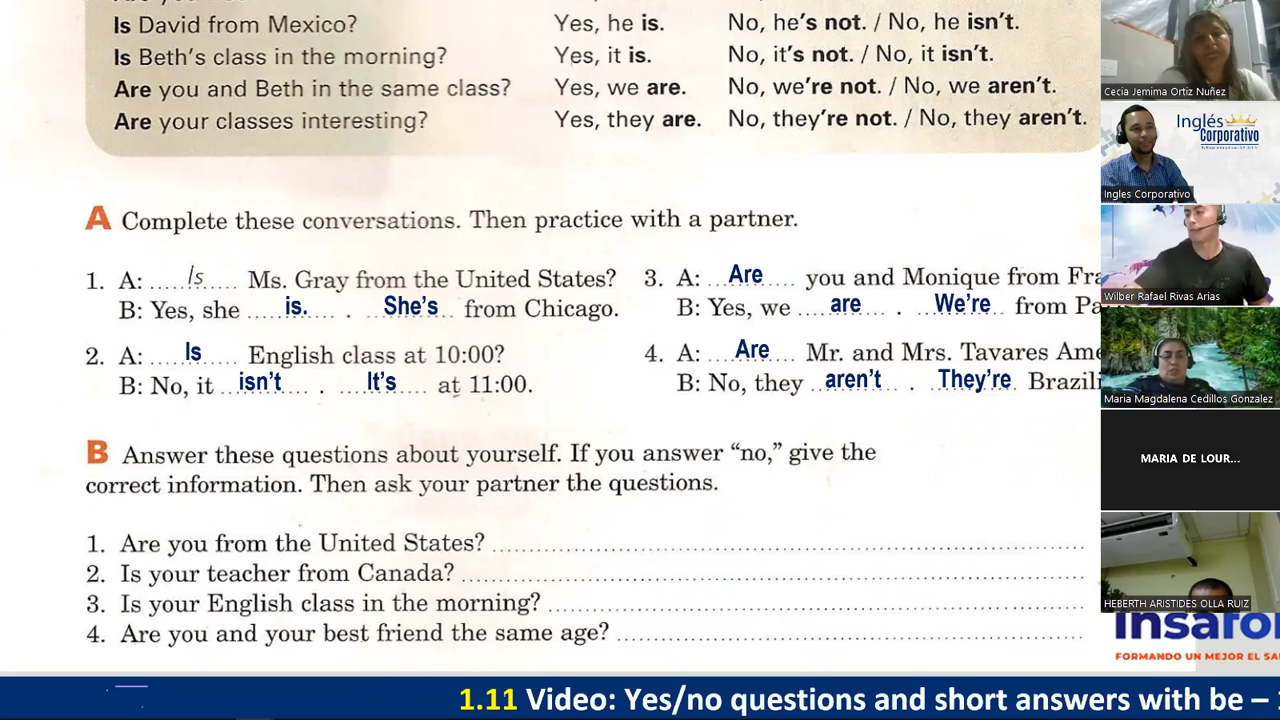 Is David from Mexico? Yes, he is. No, he's not. / No, he isn't.
Is Beth's class in the morning? Yes, it is. No, it's not. / No, it isn't.
Are you and Beth in the same class? Yes, we are. No, we're not. / No, we aren't.
Are your classes interesting? Yes, they are. No, they're not. / No, they aren't.
A Complete these conversations. Then practice with a partner.
1. A: Is Ms. Gray from the United States?
B: Yes, she is. . She's from Chicago.
2. A: Is English class at 10:00?
B: No, it isn't . It's at 11:00.
3. A: Are you and Monique from Fra
B: Yes, we are . We're from Pa
4. A: Are Mr. and Mrs. Tavares Ame
B: No, they aren't . They're Brazili
B Answer these questions about yourself. If you answer “no,” give the
correct information. Then ask your partner the questions.
1. Are you from the United States?
2. Is your teacher from Canada?
3. Is your English class in the morning?
4. Are you and your best friend the same age?
Cecia Jemima Ortiz Nuñez
Inglés
Corporativo
Ingles Corporativo
Wilber Rafael Rivas Arias
Maria Magdalena Cedillos Gonzalez
MARIA DE LOUR...
HEBERTH ARISTIDES OLLA RUIZ
insafo
FORMANDO UN MEJOR EL SA
1.11 Video: Yes/no questions and short answers with be –